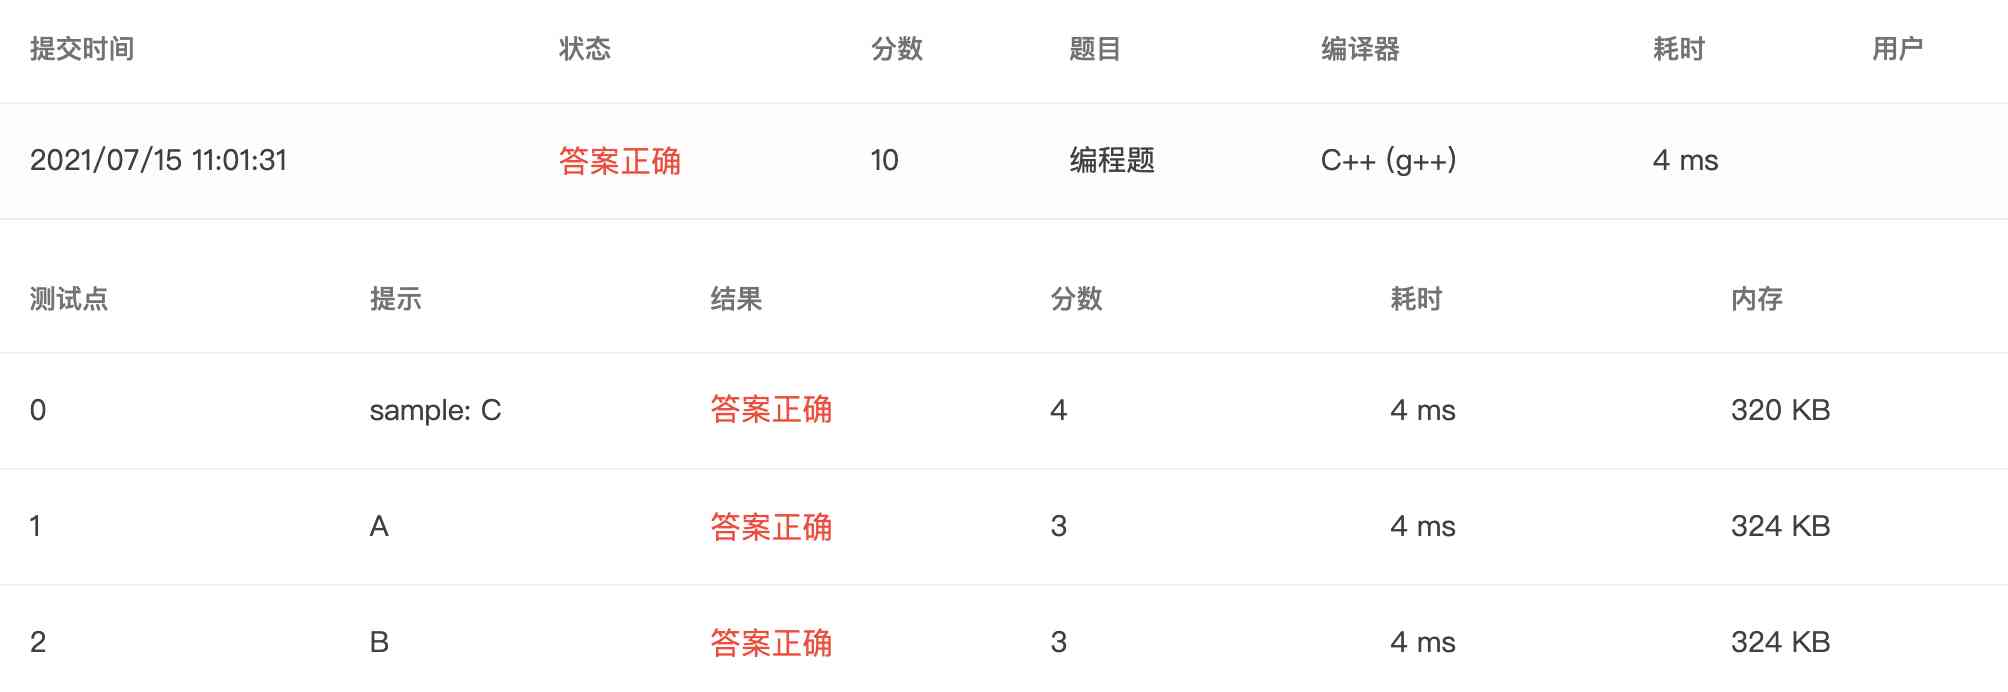 提交时间 状态 分数 题目 编译器 耗时 用户
2021/07/15 11:01:31 答案正确 10 编程题 C++ (g++) 4 ms
测试点 提示 结果 分数 耗时 内存
0 sample: C 答案正确 4 4 ms 320 KB
1 A 答案正确 3 4 ms 324 KB
2 B 答案正确 3 4 ms 324 KB